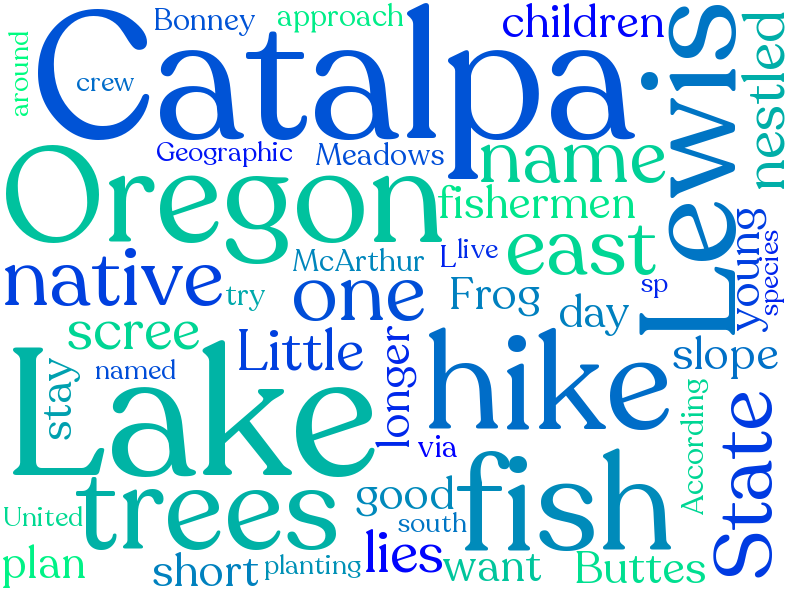 Catalpa
Bonney
approach
children
Lewis
nestled
around
crew
Geographic
Meadows
name
Oregon
fishermen
east
young
species
native
McArthur
L
live
try
one
Frog
sp
day
scree
Little
longer
hike
slope
stay
named
Lake
According
State
via
trees
good
fish
United
south
plan
short
planting
lies
want
Buttes